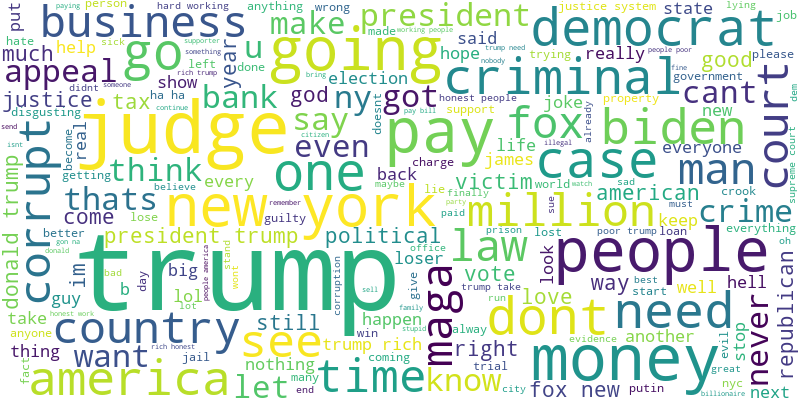 put
hard working
anything
wrong
president
justice system
state
lying
job
paying
person
made
working people
business
go
u
make
going
said
democrat
trying
please
hate
sick
supporter
much
help
something
left
done
year
election
hope
really
people poor
good
government
dem
appeal
show
rich trump
bring
nobody
trump need
criminal
fine
justice
didnt
someone
ha ha
god
ny
got
cant
court
disgusting
tax
bank
continue
doesnt
honest people
joke
property
new
send
corrupt
become
real
judge
say
pay
pay bill
support
fox
biden
already
isnt
getting
think
even
life
james
case
man
everyone
supreme court
believe
every
one
back
charge
victim
world
illegal
watch
american
thats
citizen
maybe
lie
finally
sad
crook
must
come
lose
remember
guilty
party
million
keep
crime
better
new york
paid
sue
poor trump
loan
everything
gon na
president trump
political
prison
lost
oh
donald
donald trump
im
trump
people america
stand
want
office
loser
law
people
look
bad
big
corruption
vote
way
best
well
hell
never
republican
guy
b
lol
day
lot
sell
give
maga
trump take
start
take
country
still
happen
family
run
love
need
evil
stop
anyone
see
win
stupid
alway
dont
evidence
another
great
thing
want
rich honest
jail
nothing
trump rich
coming
right
trial
money
nyc
fact
honest work
america
let
many
end
time
know
city
fox new
putin
billionaire
next